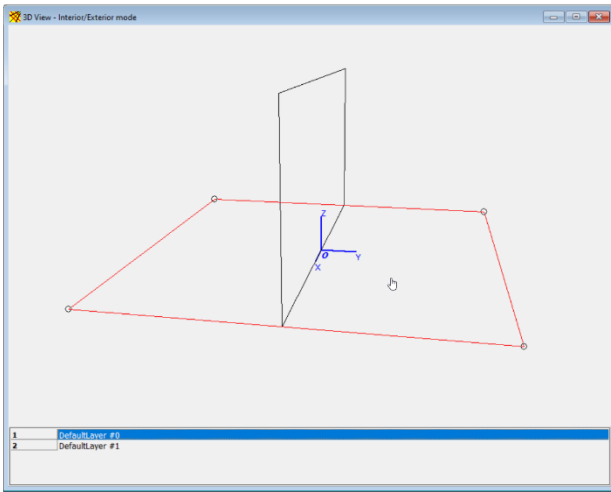 3D View - Interior/Exterior mode
Z
O
Y
X
1 DefaultLayer #0
2 DefaultLayer #1